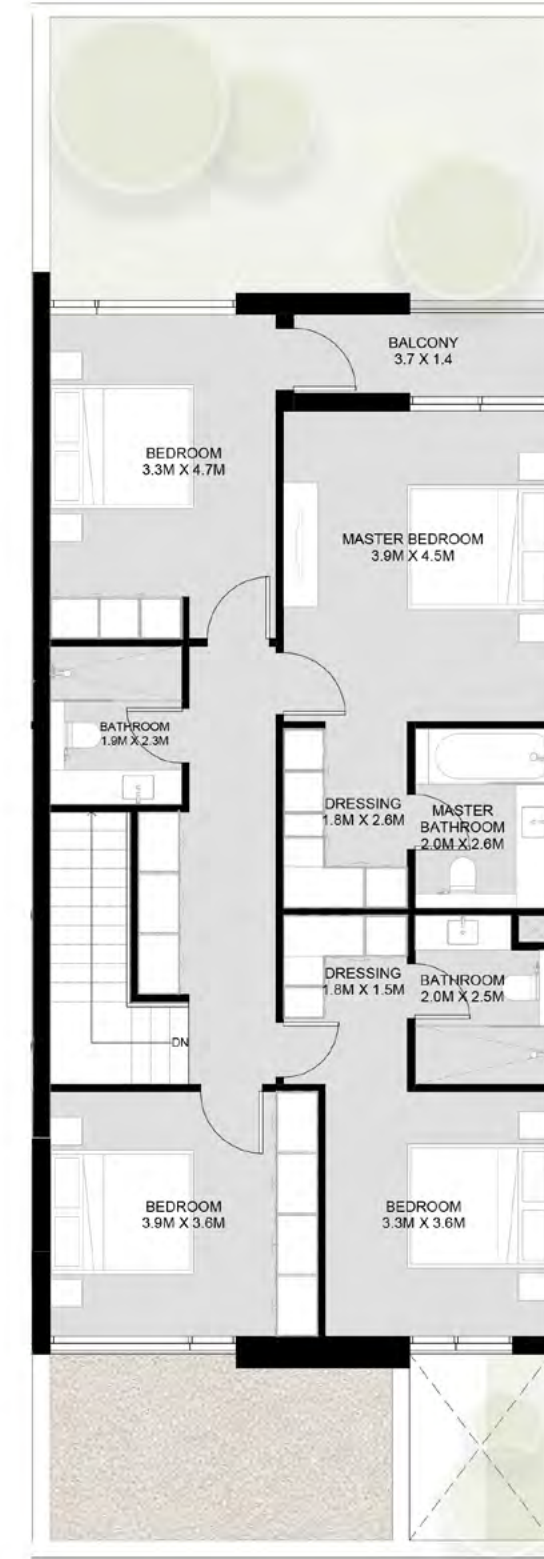 BALCONY
3.7 X 1.4
BEDROOM
3.3M X 4.7M
MASTER BEDROOM
3.9M X 4.5M
BATHROOM
1.9M X 2.3M
DRESSING
1.8M X 2.6M
MASTER
BATHROOM
2.0M X 2.6M
DRESSING
1.8M X 1.5M
BATHROOM
2.0M X 2.5M
DN
BEDROOM
3.9M X 3.6M
BEDROOM
3.3M X 3.6M